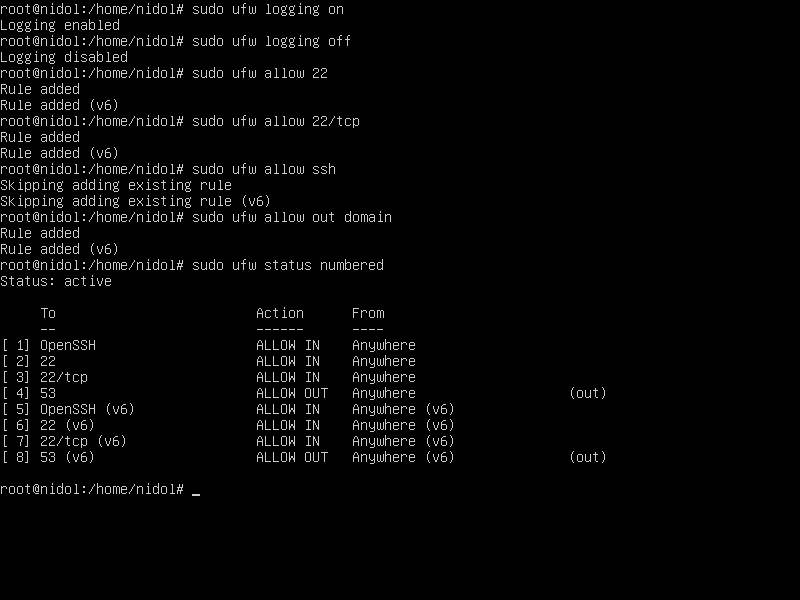 root@nidol:/home/nidol# sudo ufw logging on
Logging enabled
root@nidol:/home/nidol# sudo ufw logging off
Logging disabled
root@nidol:/home/nidol# sudo ufw allow 22
Rule added
Rule added (v6)
root@nidol:/home/nidol# sudo ufw allow 22/tcp
Rule added
Rule added (v6)
root@nidol:/home/nidol# sudo ufw allow ssh
Skipping adding existing rule
Skipping adding existing rule (v6)
root@nidol:/home/nidol# sudo ufw allow out domain
Rule added
Rule added (v6)
root@nidol:/home/nidol# sudo ufw status numbered
Status: active

     To                         Action      From
     --                         ------      ----
[ 1] OpenSSH                    ALLOW IN    Anywhere
[ 2] 22                         ALLOW IN    Anywhere
[ 3] 22/tcp                     ALLOW IN    Anywhere
[ 4] 53                         ALLOW OUT   Anywhere                   (out)
[ 5] OpenSSH (v6)               ALLOW IN    Anywhere (v6)
[ 6] 22 (v6)                    ALLOW IN    Anywhere (v6)
[ 7] 22/tcp (v6)                ALLOW IN    Anywhere (v6)
[ 8] 53 (v6)                    ALLOW OUT   Anywhere (v6)              (out)

root@nidol:/home/nidol# _